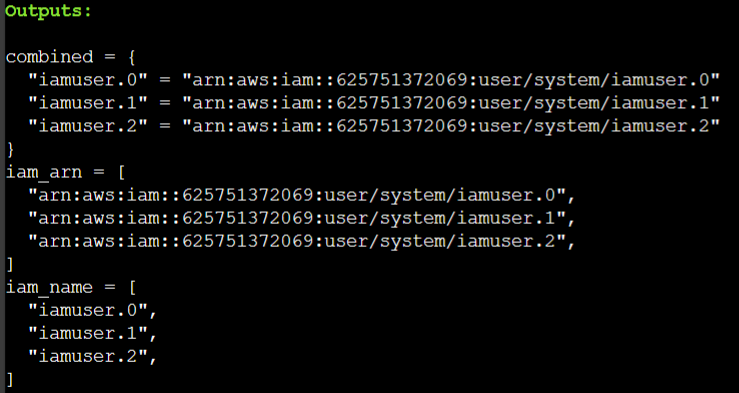 Outputs:
combined = {
  "iamuser.0" = "arn:aws:iam::625751372069:user/system/iamuser.0"
  "iamuser.1" = "arn:aws:iam::625751372069:user/system/iamuser.1"
  "iamuser.2" = "arn:aws:iam::625751372069:user/system/iamuser.2"
}
iam_arn = [
  "arn:aws:iam::625751372069:user/system/iamuser.0",
  "arn:aws:iam::625751372069:user/system/iamuser.1",
  "arn:aws:iam::625751372069:user/system/iamuser.2",
]
iam_name = [
  "iamuser.0",
  "iamuser.1",
  "iamuser.2",
]